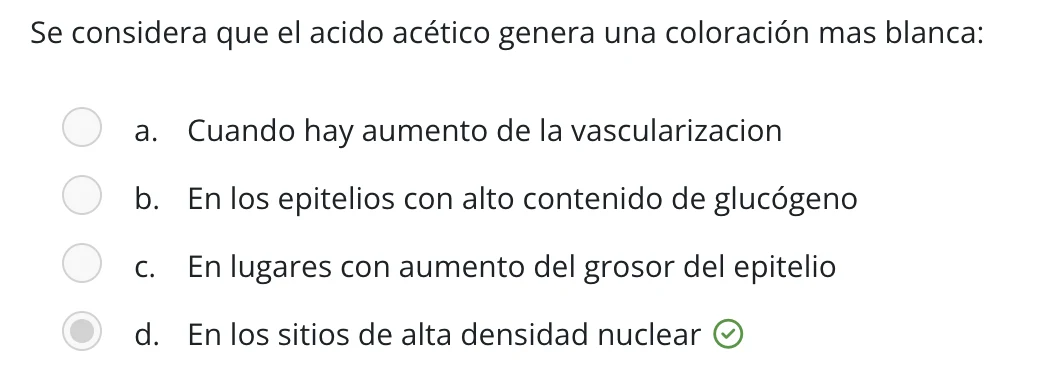 Se considera que el acido acético genera una coloración mas blanca:
a. Cuando hay aumento de la vascularizacion
b. En los epitelios con alto contenido de glucógeno
c. En lugares con aumento del grosor del epitelio
d. En los sitios de alta densidad nuclear